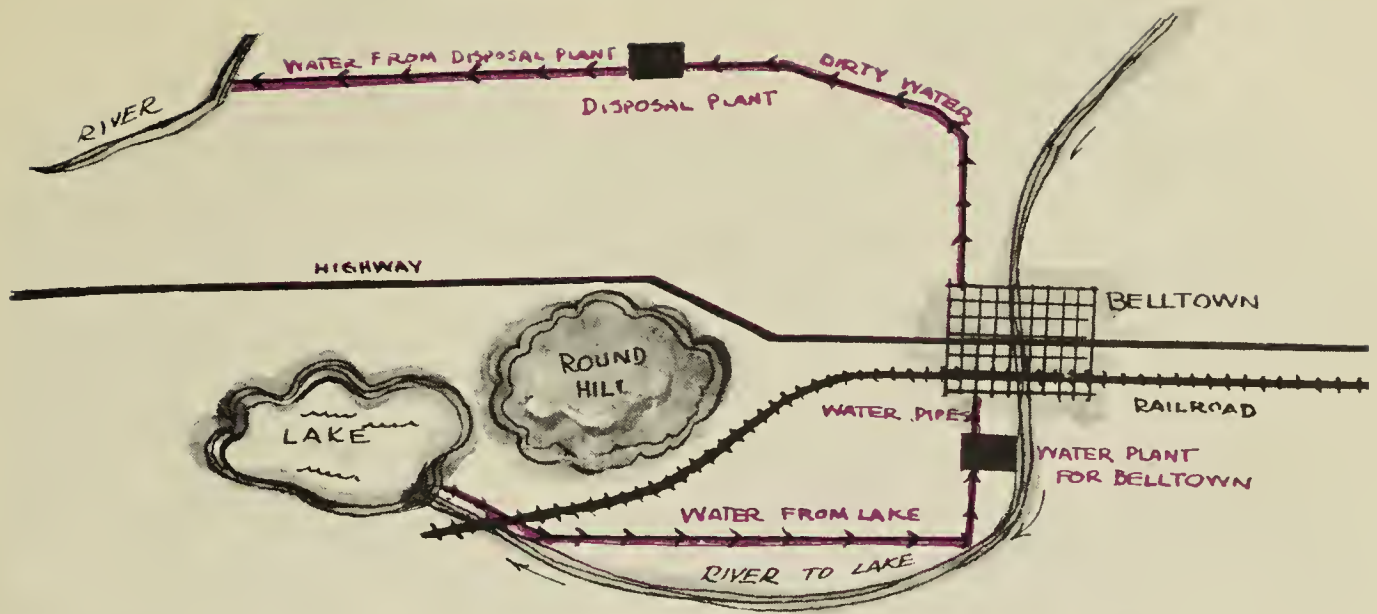 WATER FROM DISPOSAL PLANT
DIRTY WATER
DISPOSAL PLANT
RIVER
HIGHWAY
BELLTOWN
ROUND
HILL
LAKE
WATER PIPES
RAILROAD
WATER PLANT
FOR BELLTOWN
WATER FROM LAKE
RIVER TO LAKE